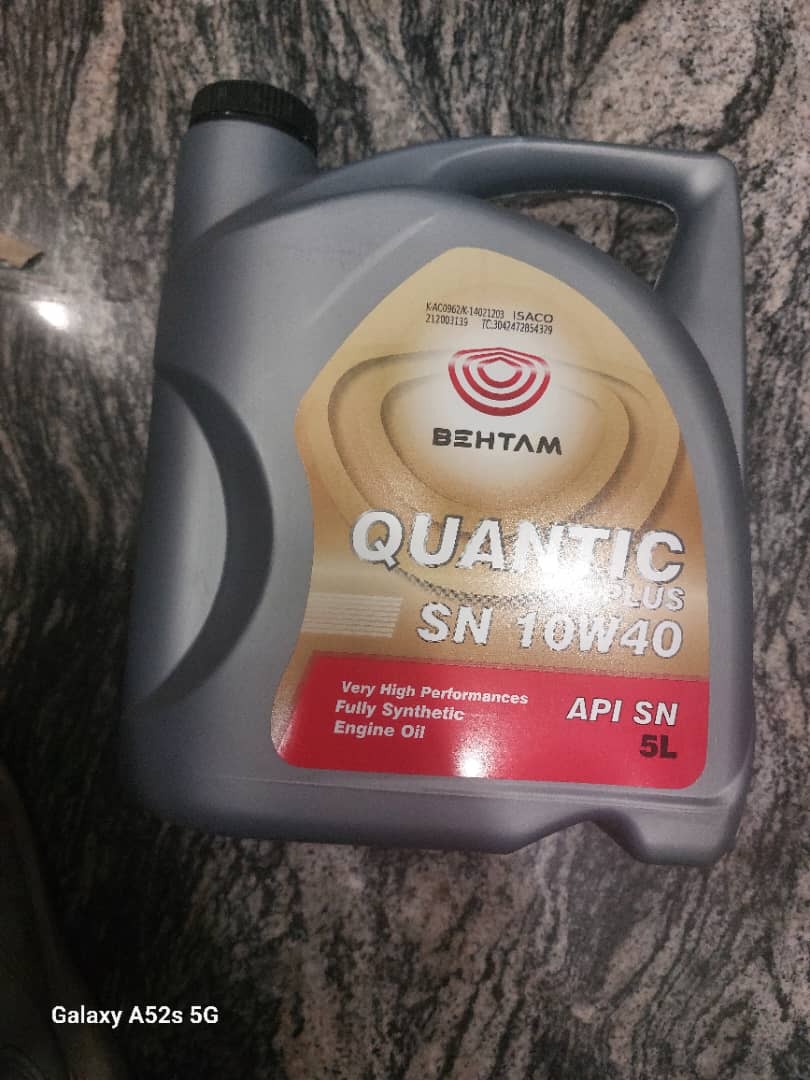 K-AC0962/K-14021203 ISACO
212003139 TC:3042472854329
BEHTAM
QUANTIC
PLUS
SN 10W40
Very High Performances
Fully Synthetic
Engine Oil
API SN
5L
Galaxy A52s 5G